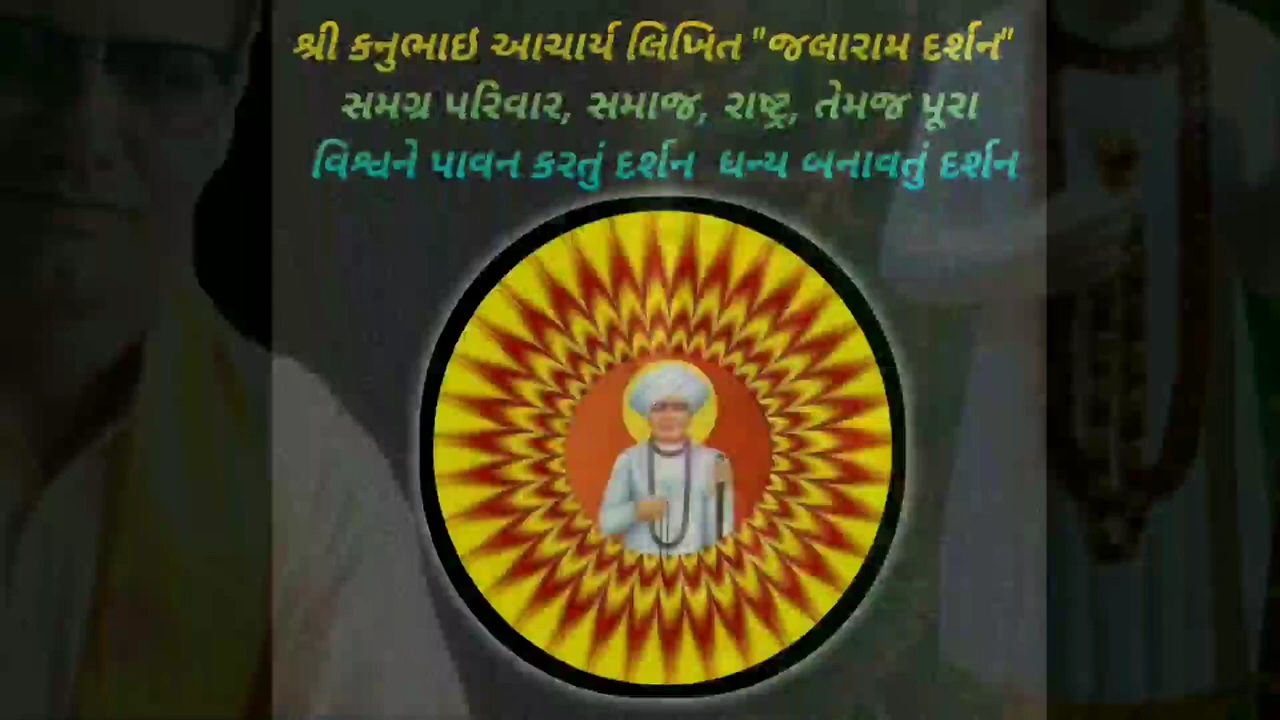 શ્રી કનુભાઇ આચાર્ય લિખિત "જલારામ દર્શન"
સમગ્ર પરિવાર, સમાજ, રાષ્ટ્ર, તેમજ પૂરા
વિશ્વને પાવન કરતું દર્શન ધન્ય બનાવતું દર્શન